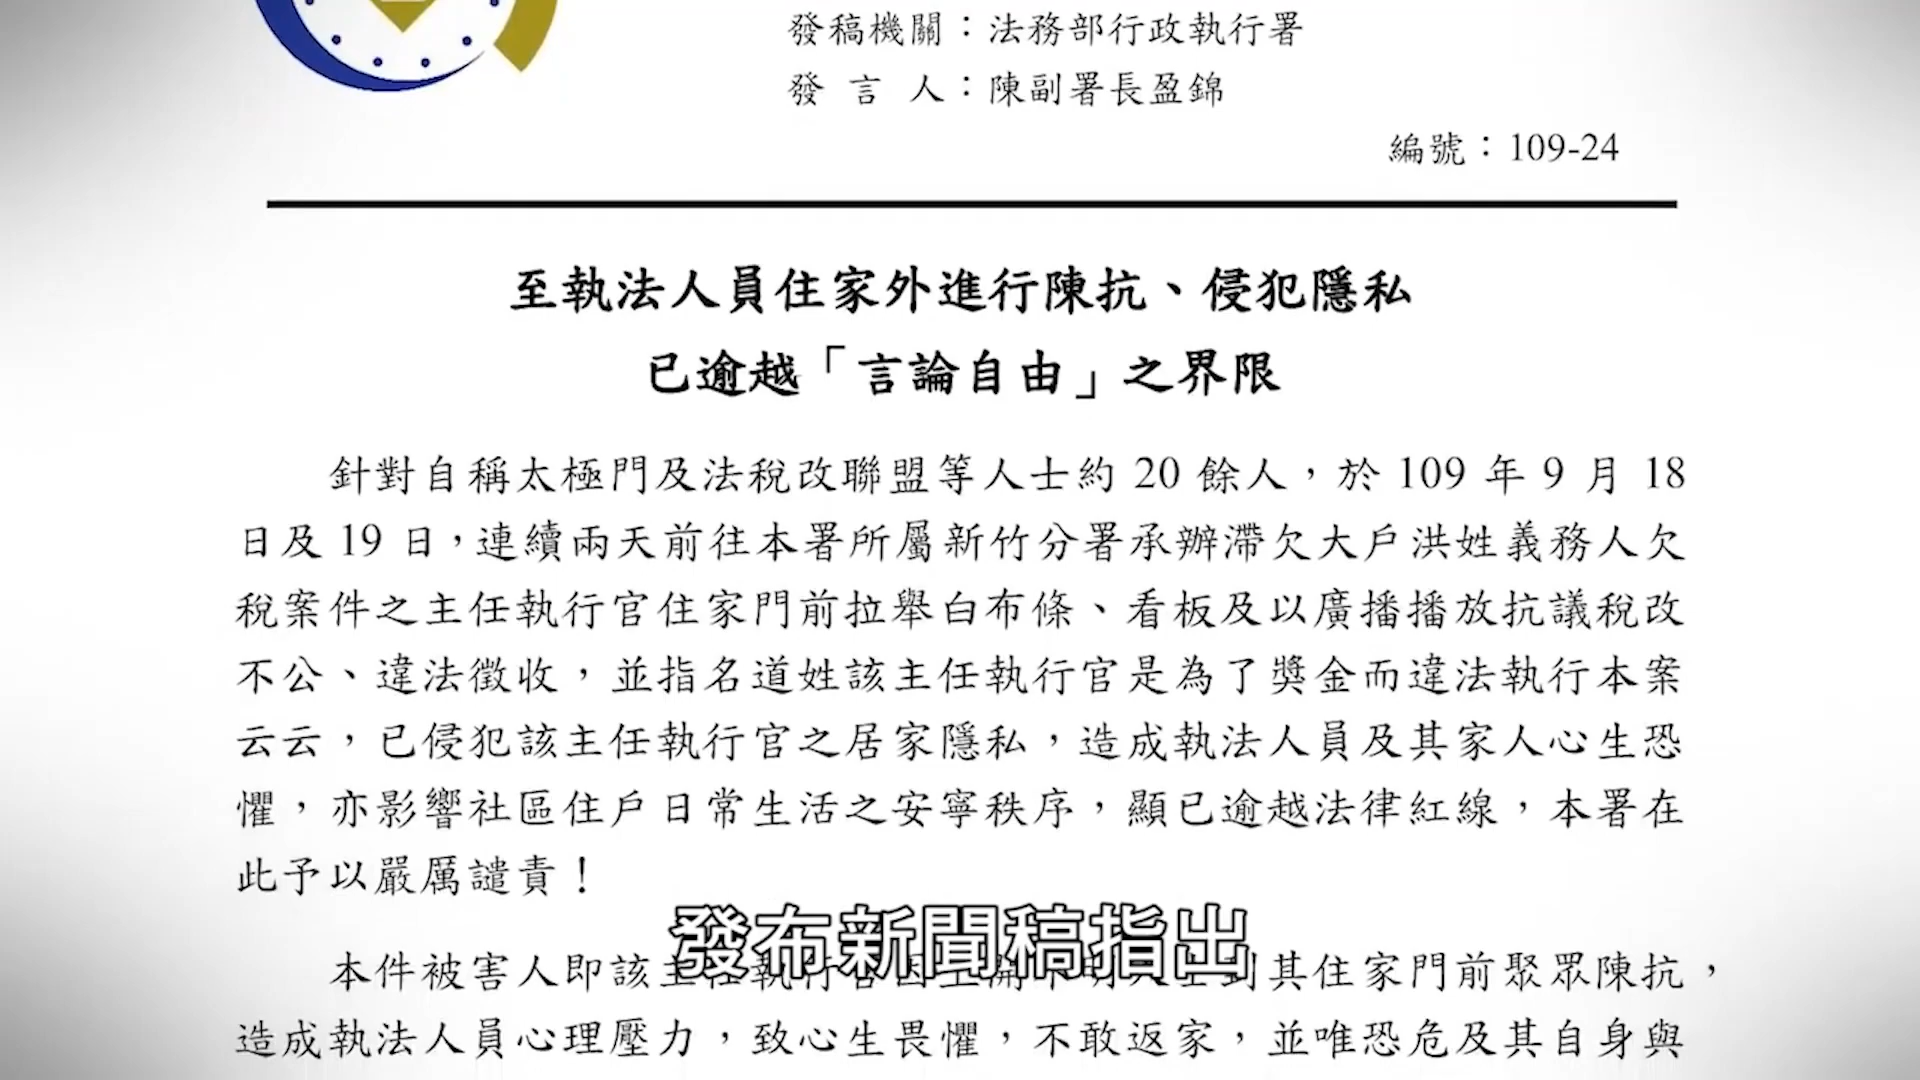 發稿機關：法務部行政執行署
發 言 人：陳副署長盈錦
編號：109-24
至執法人員住家外進行陳抗、侵犯隱私
已逾越「言論自由」之界限
針對自稱太極門及法稅改聯盟等人士約 20 餘人，於 109 年 9 月 18
日及 19 日，連續兩天前往本署所屬新竹分署承辦滯欠大戶洪姓義務人欠
稅案件之主任執行官住家門前拉舉白布條、看板及以廣播播放抗議稅改
不公、違法徵收，並指名道姓該主任執行官是為了獎金而違法執行本案
云云，已侵犯該主任執行官之居家隱私，造成執法人員及其家人心生恐
懼，亦影響社區住戶日常生活之安寧秩序，顯已逾越法律紅線，本署在
此予以嚴厲譴責！
發布新聞稿指出
本件被害人即該主任執行官因上開不明人士到其住家門前聚眾陳抗，
造成執法人員心理壓力，致心生畏懼，不敢返家，並唯恐危及其自身與